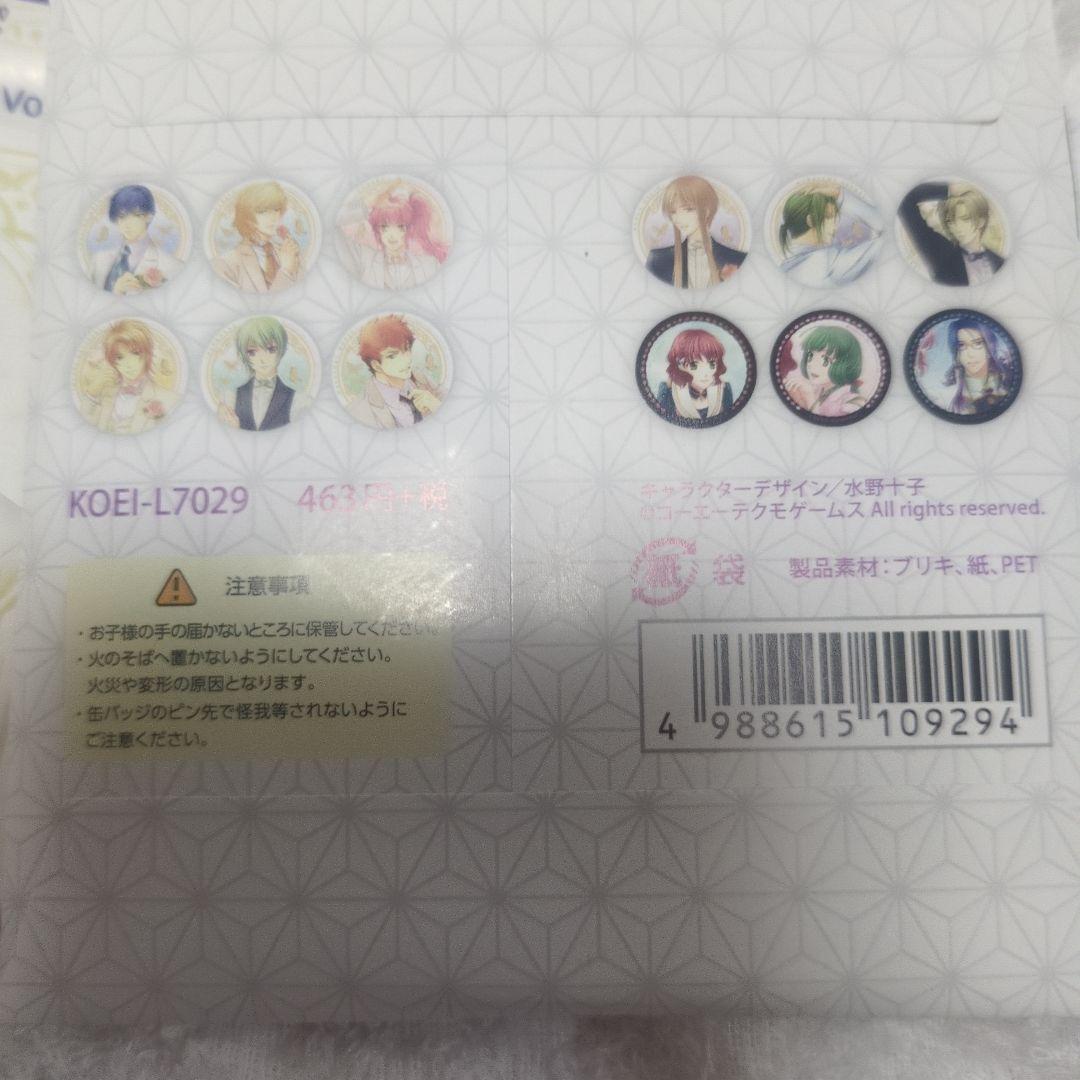 Vo
KOEI-L7029 463円+税
注意事項
・お子様の手の届かないところに保管してください。
・火のそばへ置かないようにしてください。
火災や変形の原因となります。
・缶バッジのピン先で怪我等されないように
ご注意ください。
キャラクターデザイン/水野十子
©コーエーテクモゲームス All rights reserved.
紙 袋 製品素材:ブリキ、紙、PET
4 988615 109294